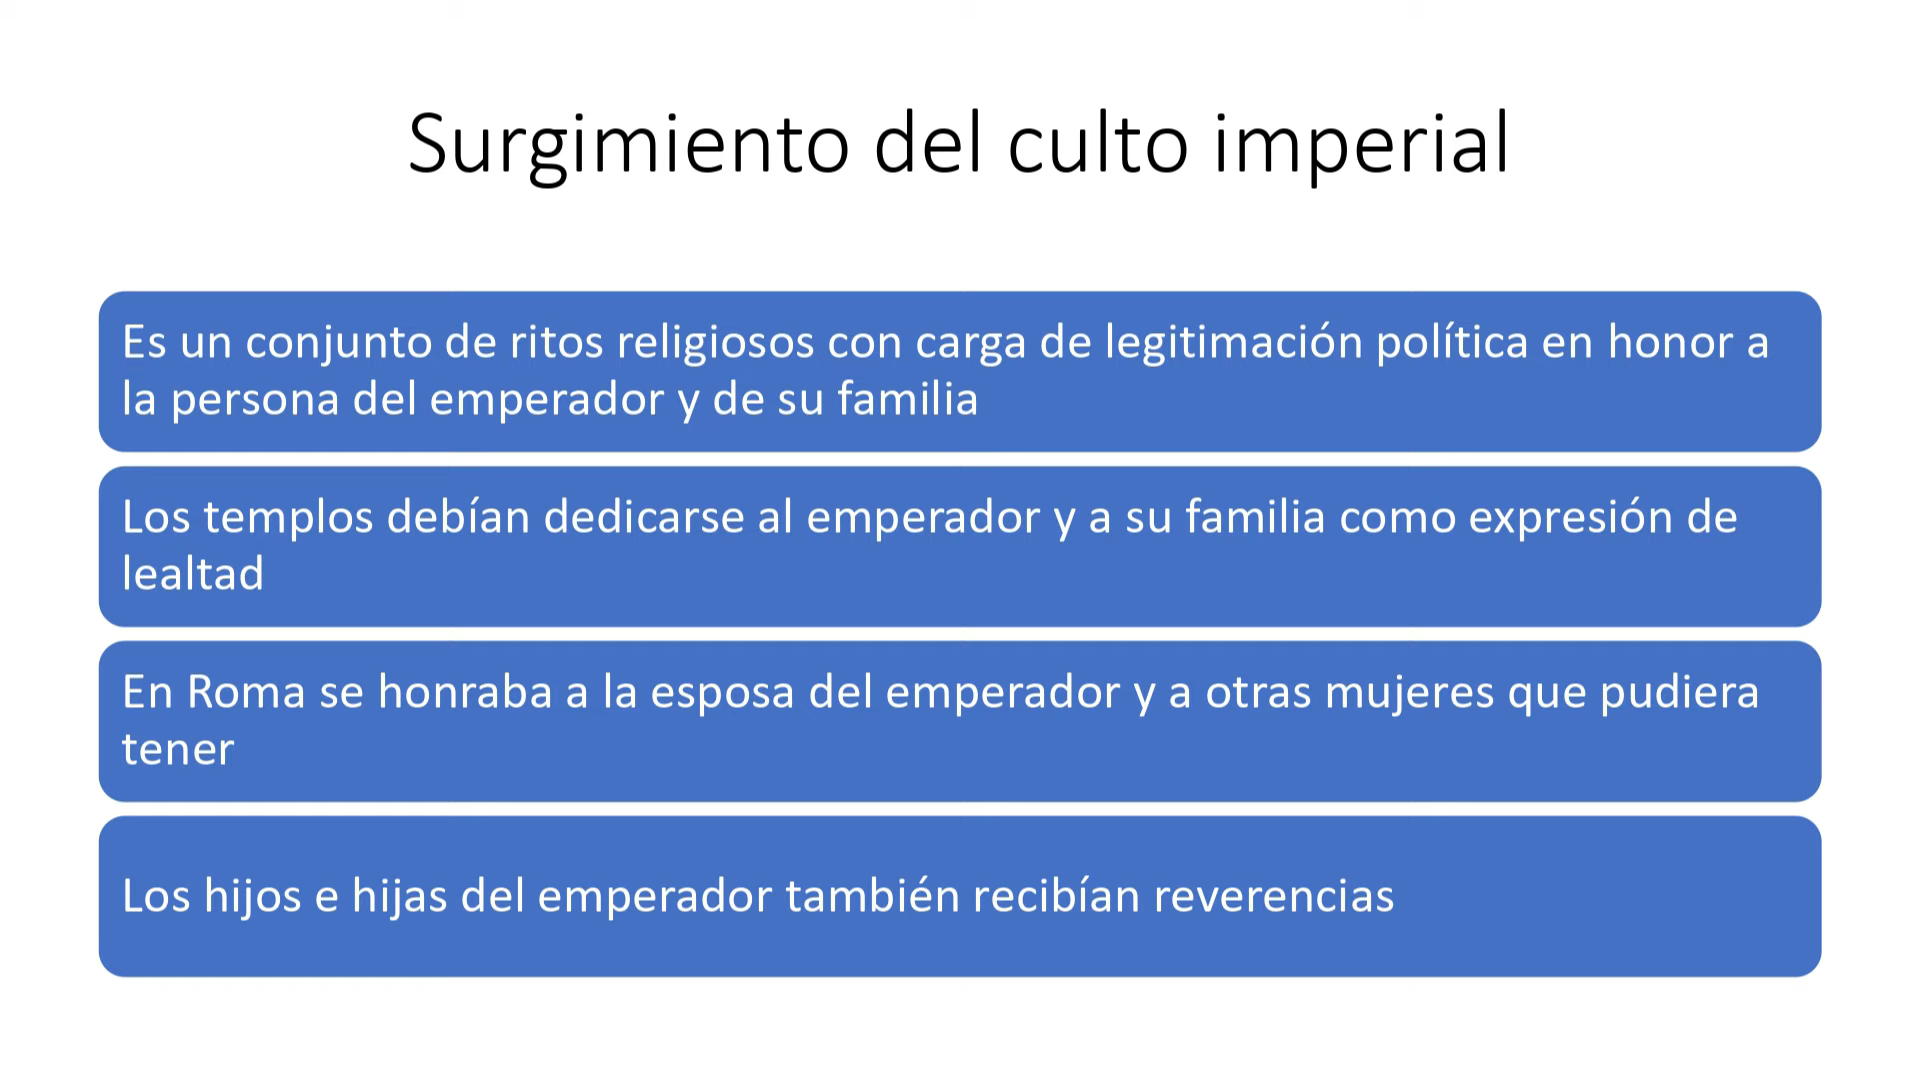 Surgimiento del culto imperial
Es un conjunto de ritos religiosos con carga de legitimación política en honor a
la persona del emperador y de su familia
Los templos debían dedicarse al emperador y a su familia como expresión de
lealtad
En Roma se honraba a la esposa del emperador y a otras mujeres que pudiera
tener
Los hijos e hijas del emperador también recibían reverencias